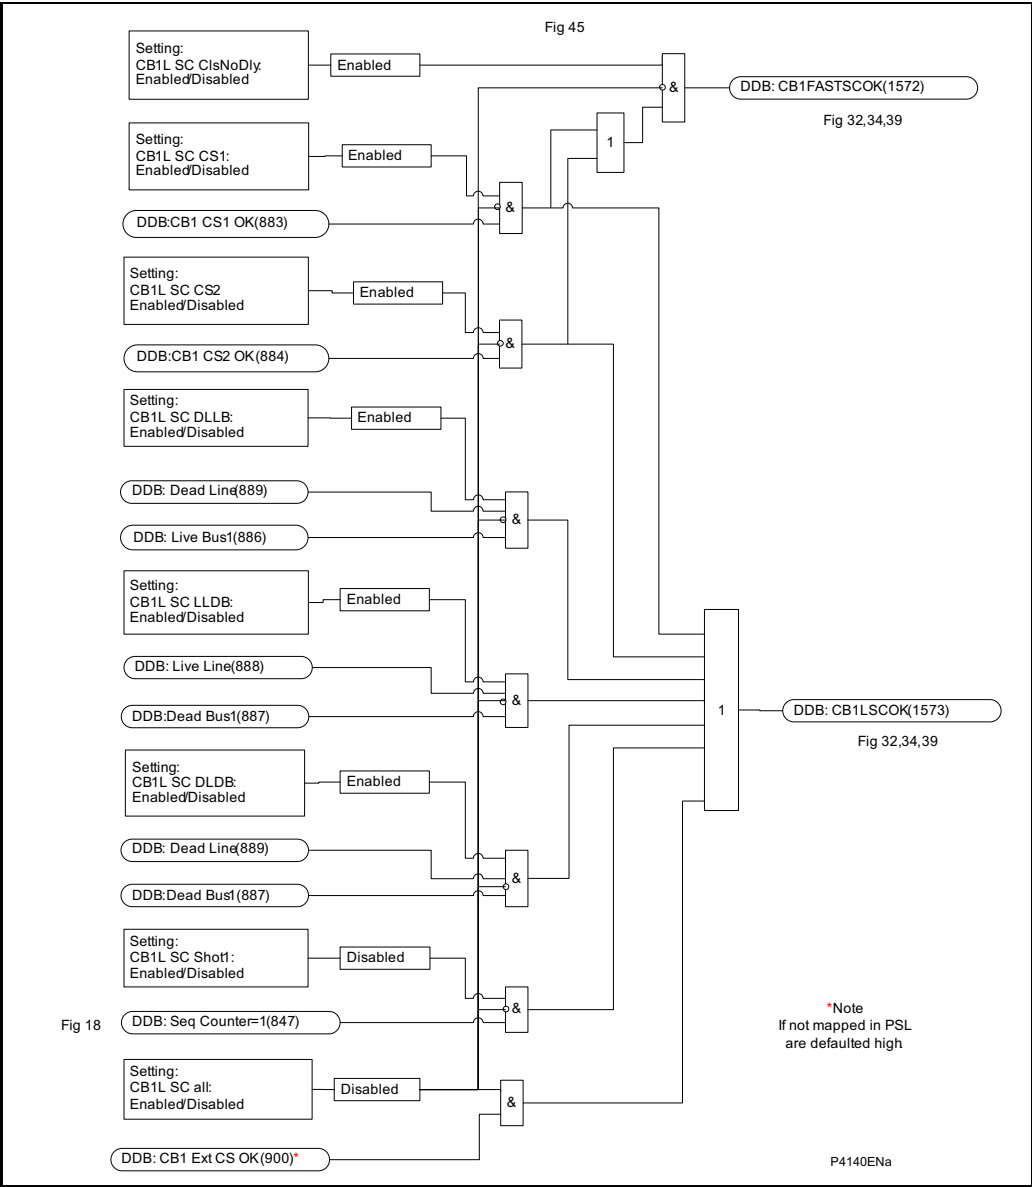 Fig 45
Setting:
CB1L SC ClsNoDly:
Enabled/Disabled
Enabled
&
DDB: CB1FASTSCOK(1572)
Fig 32,34,39
1
Setting:
CB1L SC CS1:
Enabled/Disabled
Enabled
&
DDB:CB1 CS1 OK(883)
Setting:
CB1L SC CS2
Enabled/Disabled
Enabled
&
DDB:CB1 CS2 OK(884)
Setting:
CB1L SC DLLB:
Enabled/Disabled
Enabled
DDB: Dead Line(889)
&
DDB: Live Bus1(886)
Setting:
CB1L SC LLDB:
Enabled/Disabled
Enabled
DDB: Live Line(888)
&
DDB:Dead Bus1(887)
1
DDB: CB1LSCOK(1573)
Fig 32,34,39
Setting:
CB1L SC DLDB:
Enabled/Disabled
Enabled
DDB: Dead Line(889)
&
DDB:Dead Bus1(887)
Setting:
CB1L SC Shot1:
Enabled/Disabled
Disabled
&
Fig 18
DDB: Seq Counter=1(847)
*Note
If not mapped in PSL
are defaulted high
Setting:
CB1L SC all:
Enabled/Disabled
Disabled
&
DDB: CB1 Ext CS OK(900)*
P4140ENa